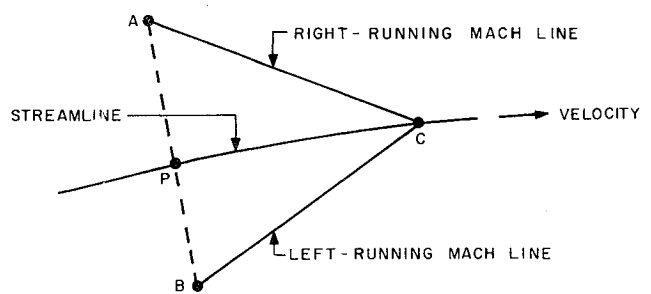 A
RIGHT-RUNNING MACH LINE
STREAMLINE
VELOCITY
C
P
LEFT-RUNNING MACH LINE
B